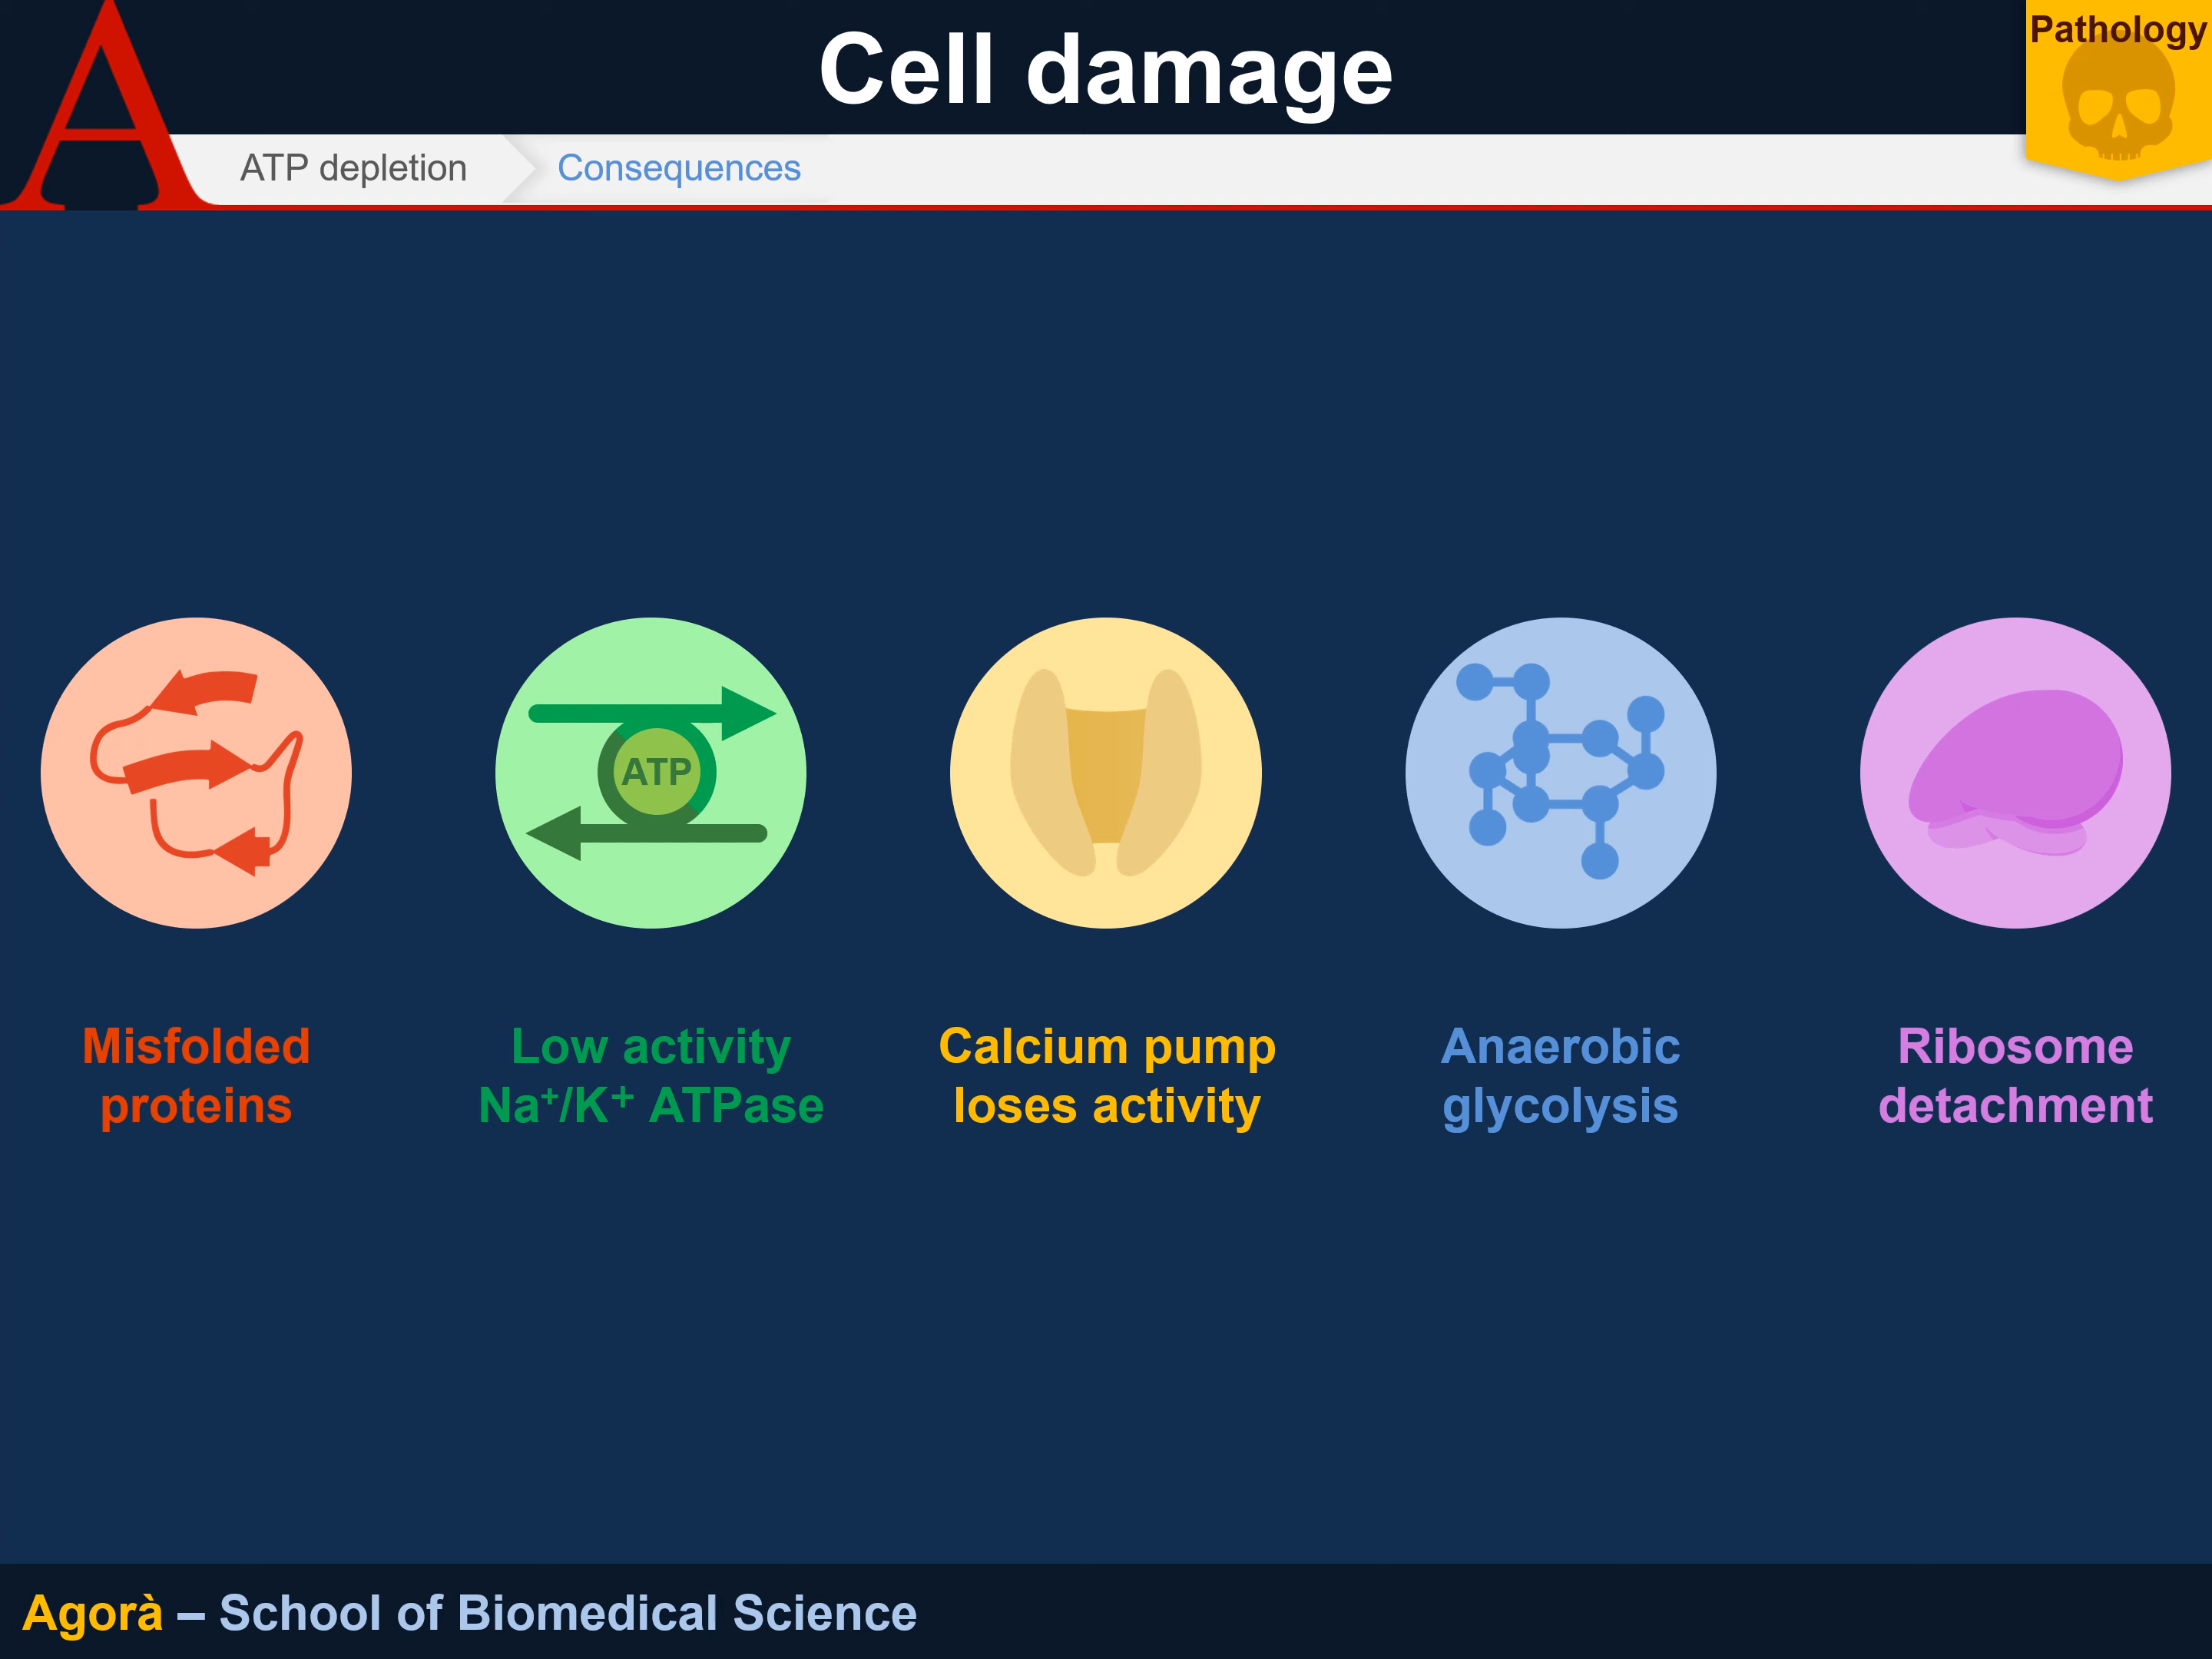 A
Cell damage
Pathology
ATP depletion
Consequences
ATP
Misfolded
proteins
Low activity
Na⁺/K⁺ ATPase
Calcium pump
loses activity
Anaerobic
glycolysis
Ribosome
detachment
Agorà – School of Biomedical Science